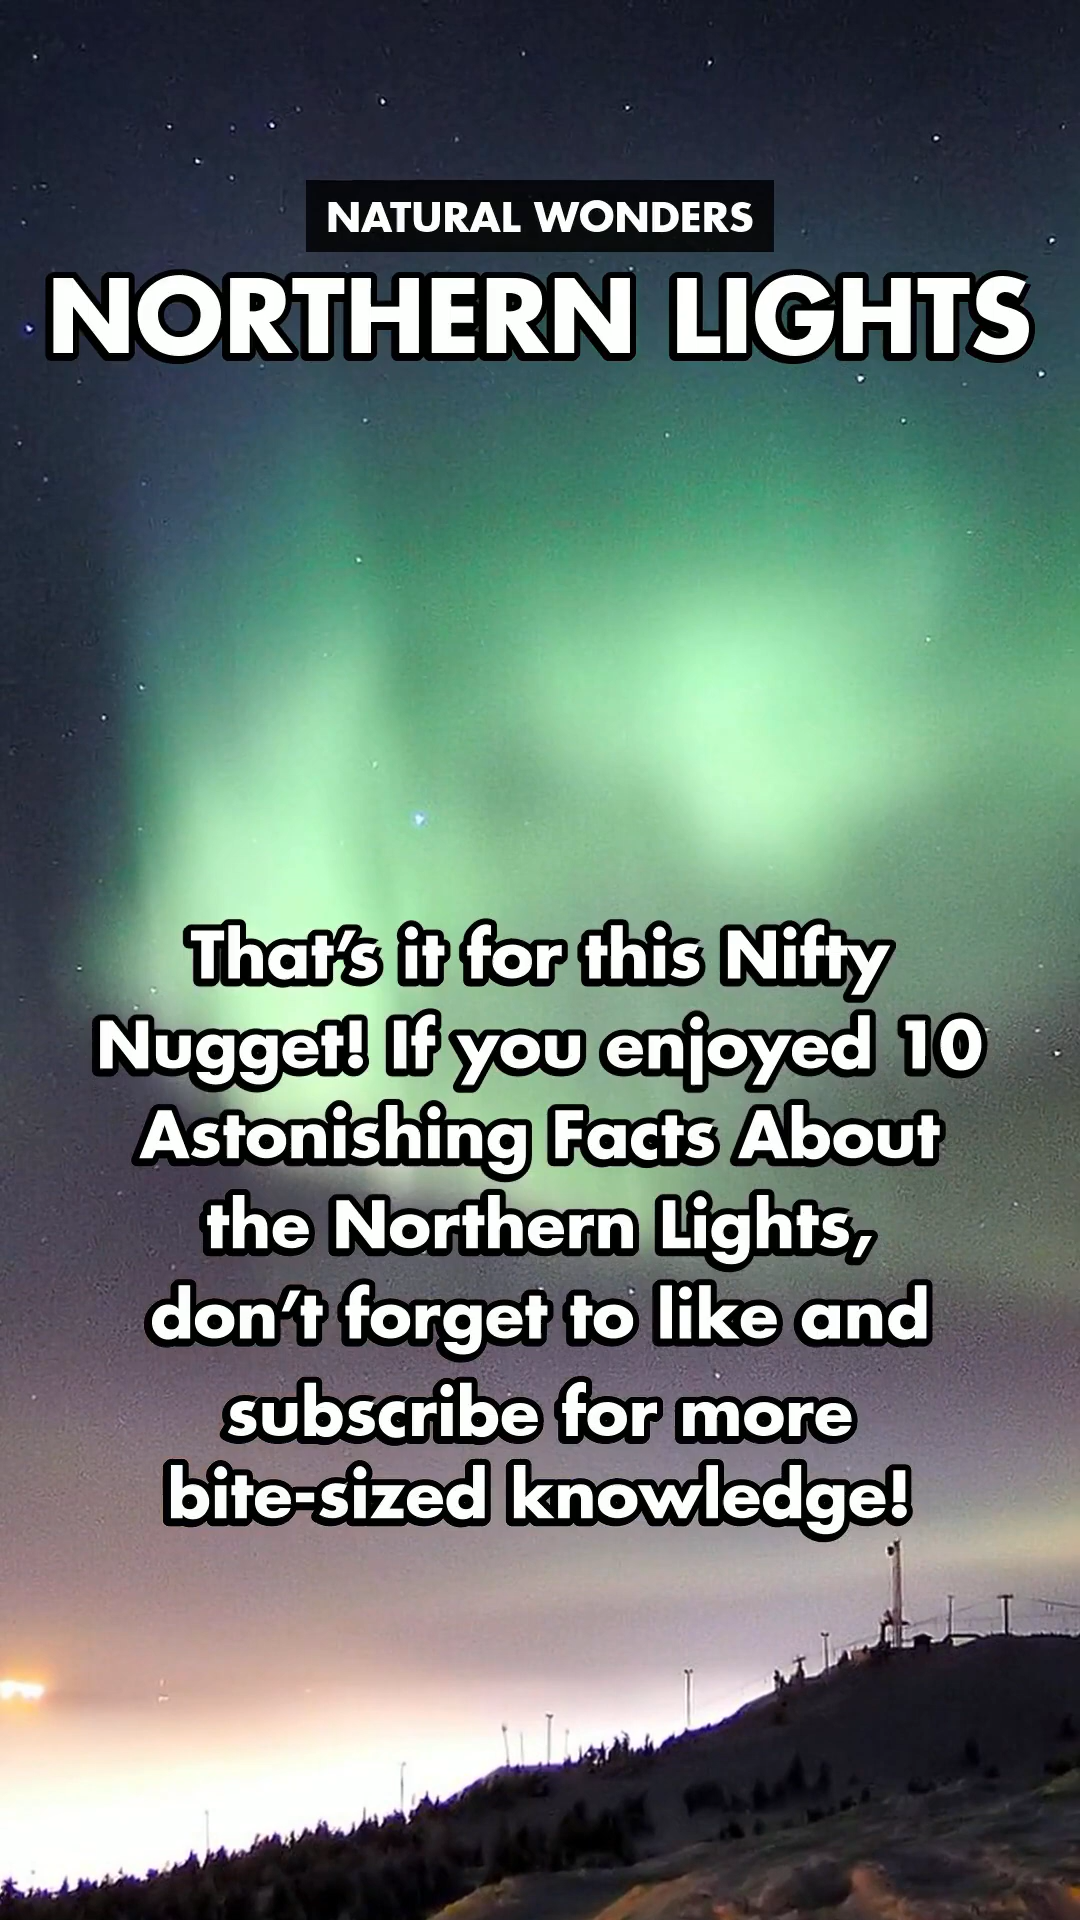 NATURAL WONDERS
NORTHERN LIGHTS
That’s it for this Nifty
Nugget! If you enjoyed 10
Astonishing Facts About
the Northern Lights,
don’t forget to like and
subscribe for more
bite-sized knowledge!